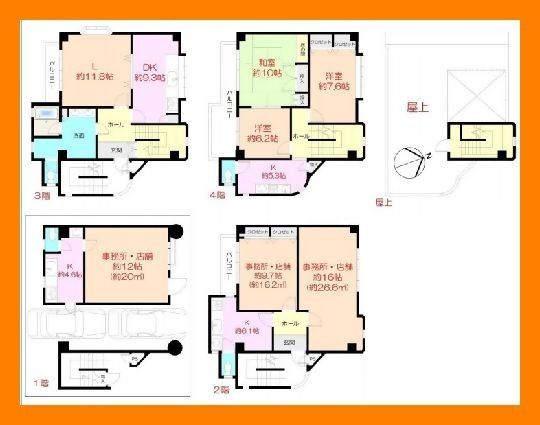 バルコニー
L
約11.8帖
DK
約9.3帖
洗面
ホール
玄関
3階
バルコニー
和室
約10帖
クロゼット
クロゼット
押入
洋室
約7.6帖
洋室
約6.2帖
ホール
K
約5.3帖
4階
屋上
N
屋上
K
約4.6帖
事務所・店舗
約12帖
(約20㎡)
PS
1階
バルコニー
クロゼット
クロゼット
事務所・店舗
約9.7帖
(約16.2㎡)
事務所・店舗
約16帖
(約26.6㎡)
K
約6.1帖
ホール
玄関
PS
2階